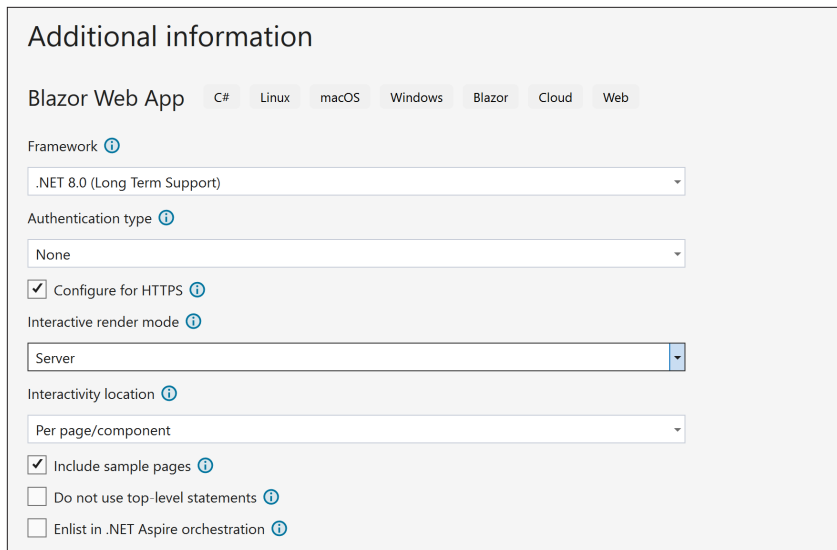 Additional information
Blazor Web App C# Linux macOS Windows Blazor Cloud Web
Framework
.NET 8.0 (Long Term Support)
Authentication type
None
Configure for HTTPS
Interactive render mode
Server
Interactivity location
Per page/component
Include sample pages
Do not use top-level statements
Enlist in .NET Aspire orchestration